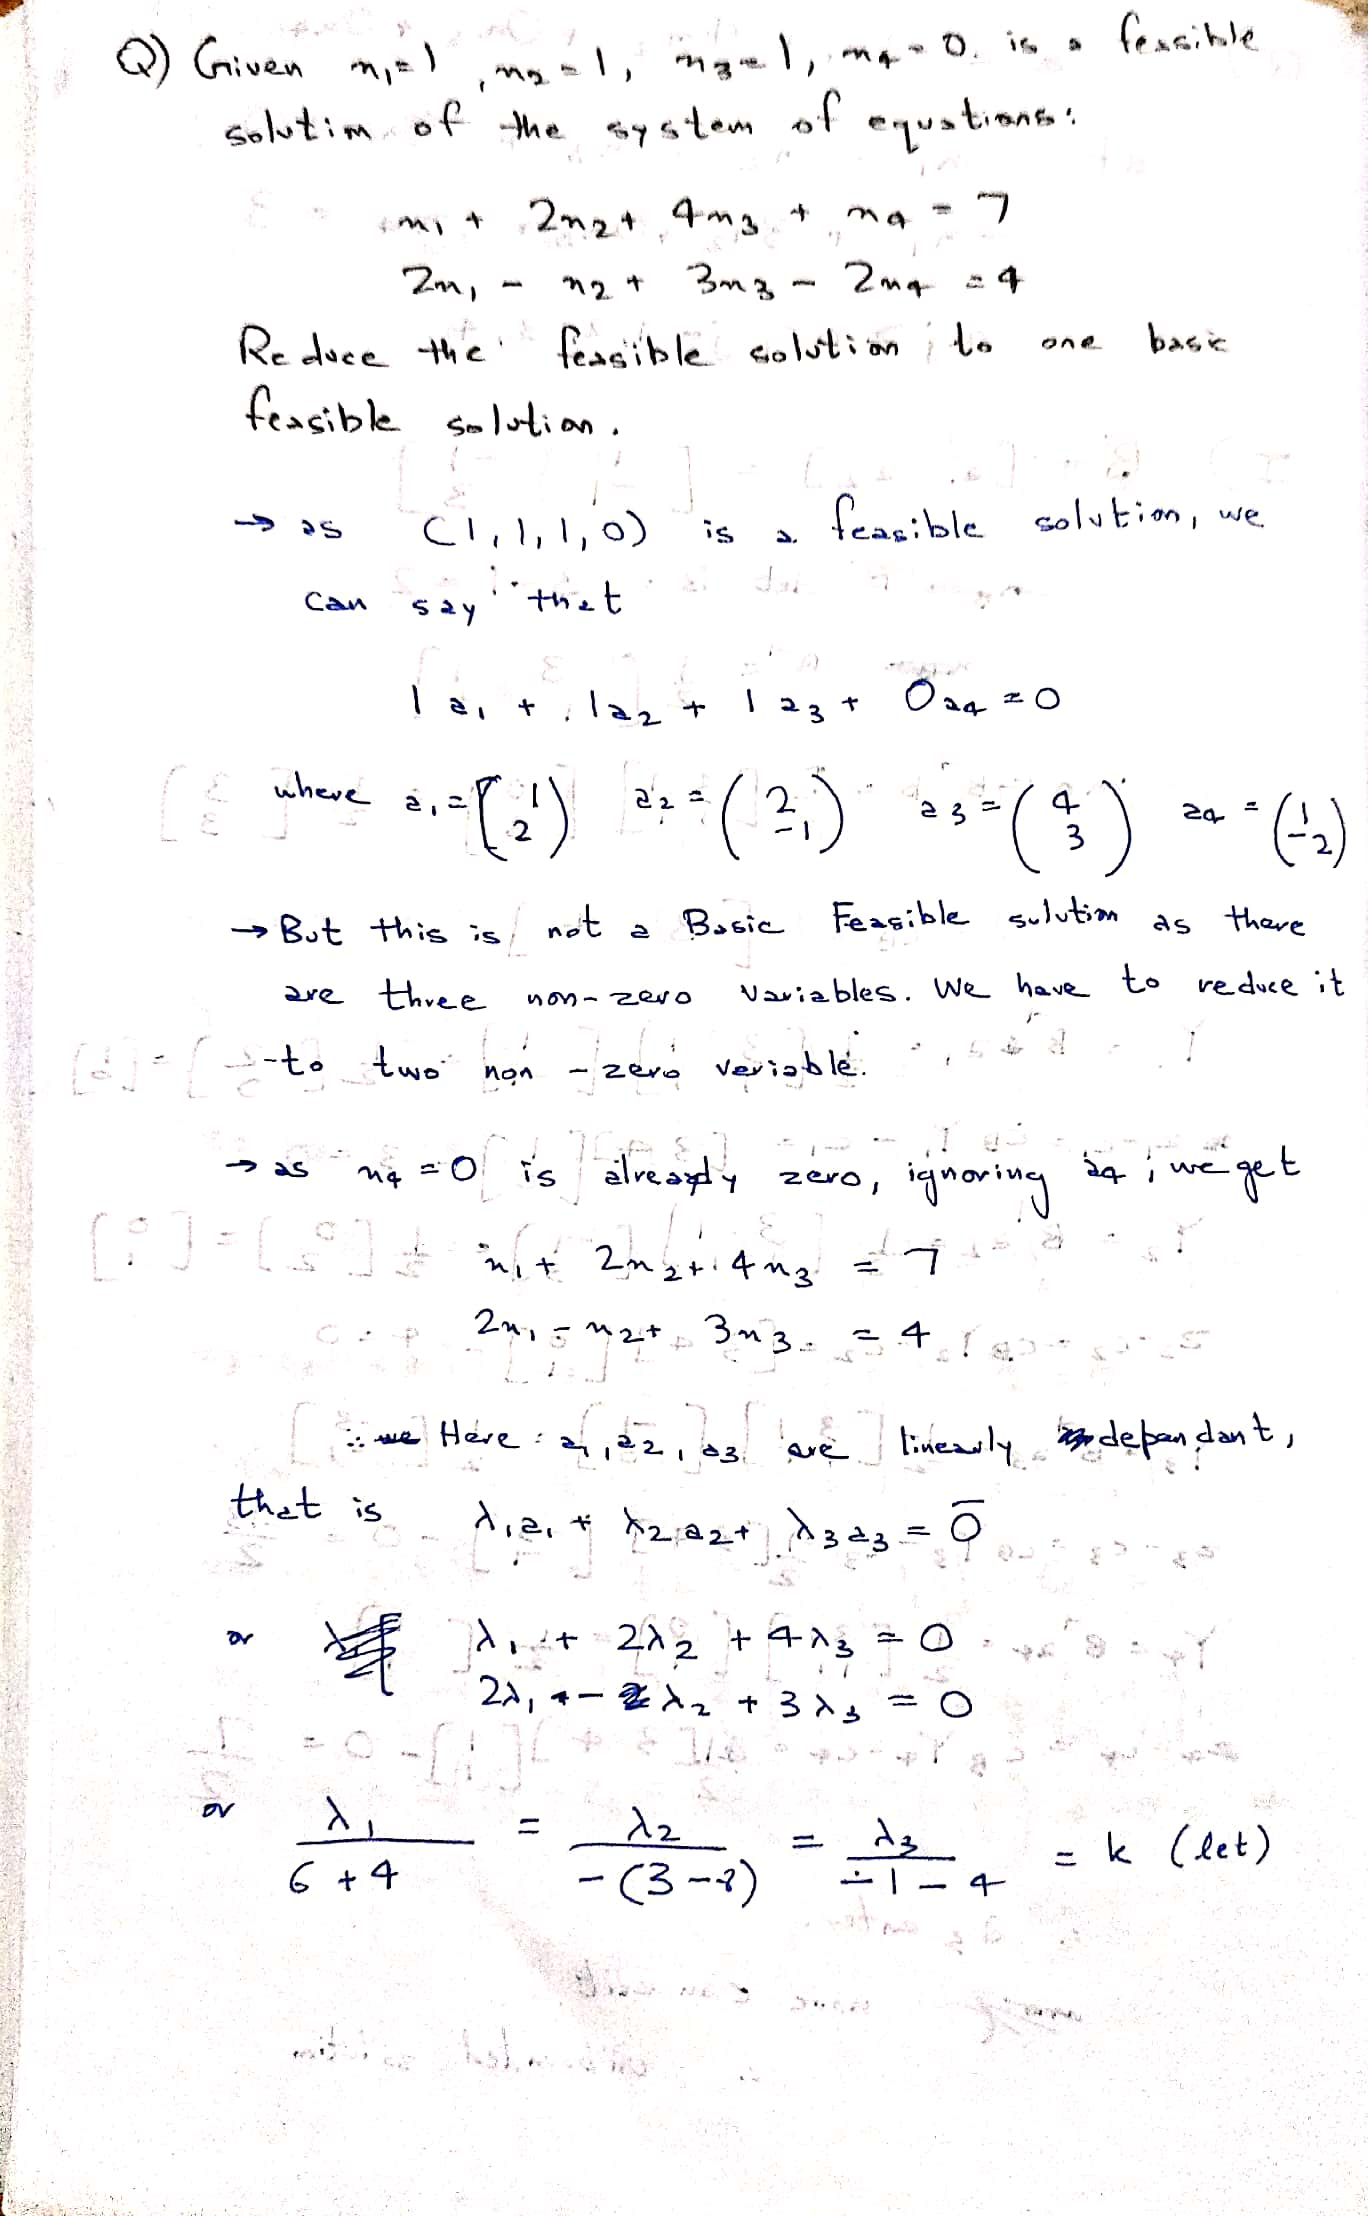 Q) Given x₁=1, x₂=1, x₃=1, x₄=0. is a feasible
solution of the system of equations:
x₁ + 2x₂ + 4x₃ + x₄ = 7
2x₁ - x₂ + 3x₃ - 2x₄ = 4
Reduce the feasible solution to one basic
feasible solution.
→ as (1,1,1,0) is a feasible solution, we
can say that
1a₁ + 1a₂ + 1a₃ + 0a₄ = 0
where a₁ = (1 2) a₂ = (2 -1) a₃ = (4 3) a₄ = (1 -2)
→ But this is not a Basic Feasible solution as there
are three non-zero variables. We have to reduce it
to two non-zero variable.
→ as x₄ = 0 is already zero, ignoring a₄, we get
x₁ + 2x₂ + 4x₃ = 7
2x₁ - x₂ + 3x₃ = 4
∴ Here : a₁, a₂, a₃ are linearly dependant,
that is λ₁a₁ + λ₂a₂ + λ₃a₃ = 0̄
or λ₁ + 2λ₂ + 4λ₃ = 0
2λ₁ - λ₂ + 3λ₃ = 0
or λ₁/(6+4) = λ₂/-(3-8) = λ₃/(-1-4) = k (let)